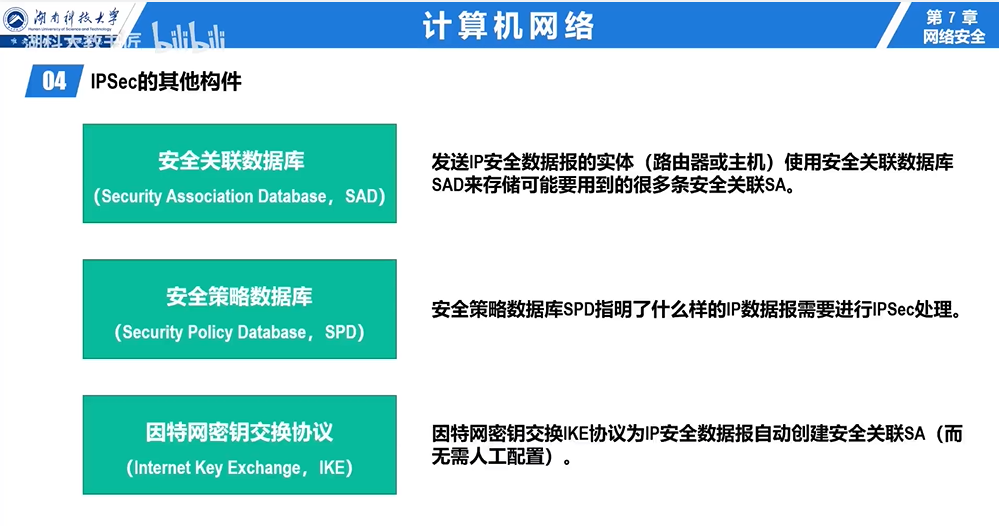 湖南科技大学
Hunan University of Science and Technology
湖科大教书匠 bilibili
计算机网络
第 7 章
网络安全
04 IPSec的其他构件
安全关联数据库
（Security Association Database，SAD）
发送IP安全数据报的实体（路由器或主机）使用安全关联数据库
SAD来存储可能要用到的很多条安全关联SA。
安全策略数据库
（Security Policy Database，SPD）
安全策略数据库SPD指明了什么样的IP数据报需要进行IPSec处理。
因特网密钥交换协议
（Internet Key Exchange，IKE）
因特网密钥交换IKE协议为IP安全数据报自动创建安全关联SA（而
无需人工配置）。